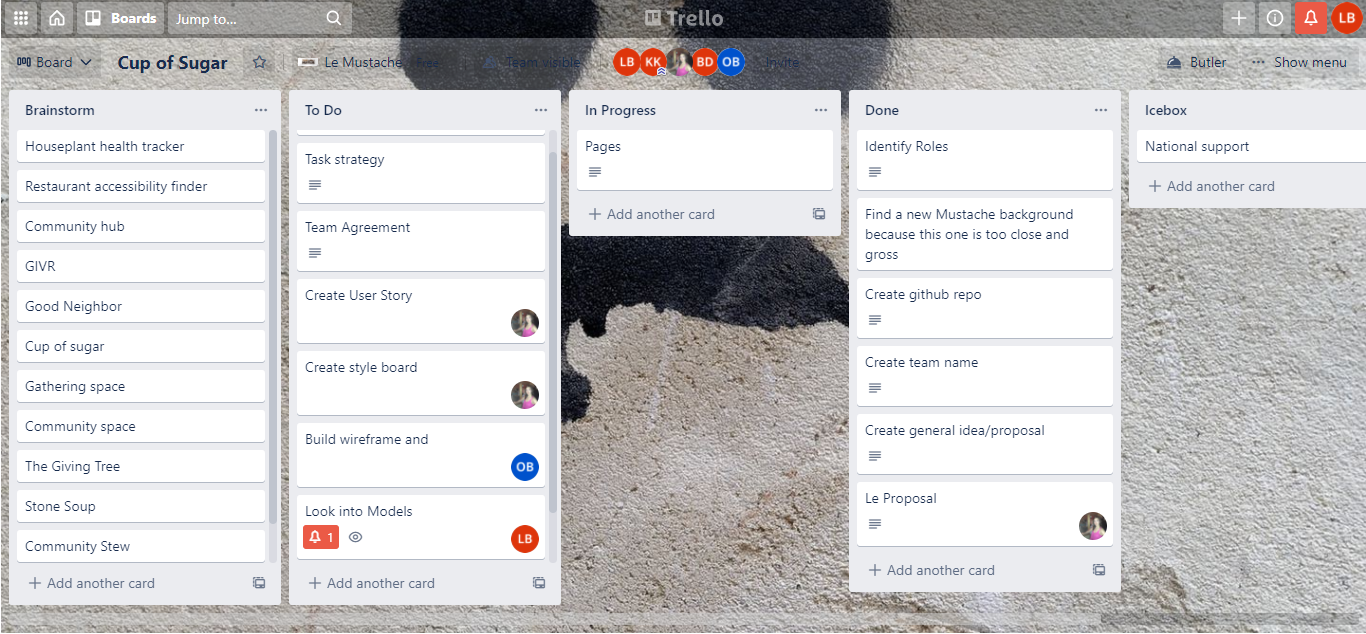 Boards
Jump to...
Trello
LB
Board
Cup of Sugar
Le Mustache
Free
Team visible
LB
KK
BD
OB
Invite
Butler
Show menu
Brainstorm
Houseplant health tracker
Restaurant accessibility finder
Community hub
GIVR
Good Neighbor
Cup of sugar
Gathering space
Community space
The Giving Tree
Stone Soup
Community Stew
+ Add another card
To Do
Task strategy
Team Agreement
Create User Story
Create style board
Build wireframe and
OB
Look into Models
1
LB
+ Add another card
In Progress
Pages
+ Add another card
Done
Identify Roles
Find a new Mustache background
because this one is too close and
gross
Create github repo
Create team name
Create general idea/proposal
Le Proposal
+ Add another card
Icebox
National support
+ Add another card